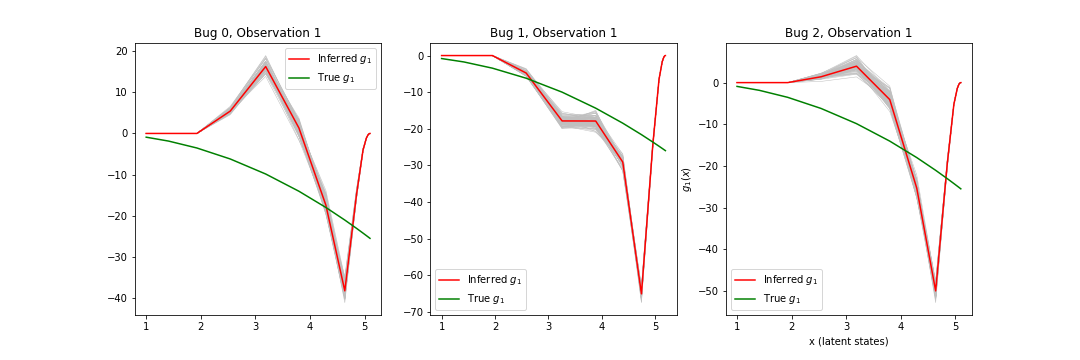 Bug 0, Observation 1
20
10
0
−10
−20
−30
−40
1 2 3 4 5
Inferred g₁
True g₁
Bug 1, Observation 1
0
−10
−20
−30
−40
−50
−60
−70
1 2 3 4 5
Inferred g₁
True g₁
Bug 2, Observation 1
g₁(x)
0
−10
−20
−30
−40
−50
1 2 3 4 5
x (latent states)
Inferred g₁
True g₁